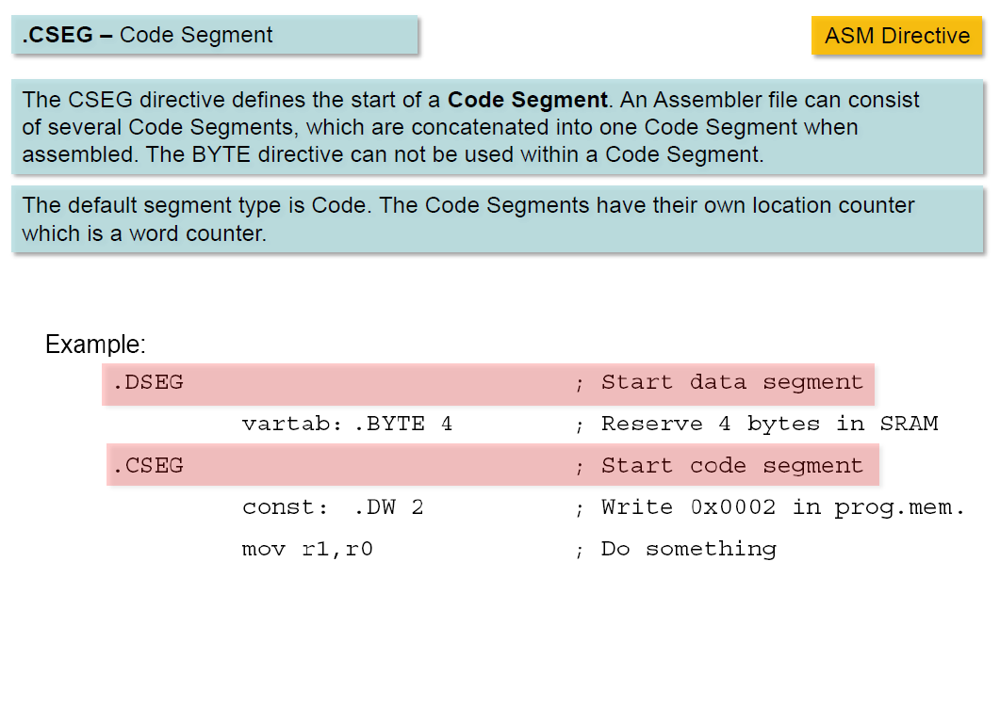 .CSEG – Code Segment
ASM Directive
The CSEG directive defines the start of a Code Segment. An Assembler file can consist
of several Code Segments, which are concatenated into one Code Segment when
assembled. The BYTE directive can not be used within a Code Segment.
The default segment type is Code. The Code Segments have their own location counter
which is a word counter.
Example:
.DSEG ; Start data segment
vartab: .BYTE 4 ; Reserve 4 bytes in SRAM
.CSEG ; Start code segment
const: .DW 2 ; Write 0x0002 in prog.mem.
mov r1,r0 ; Do something